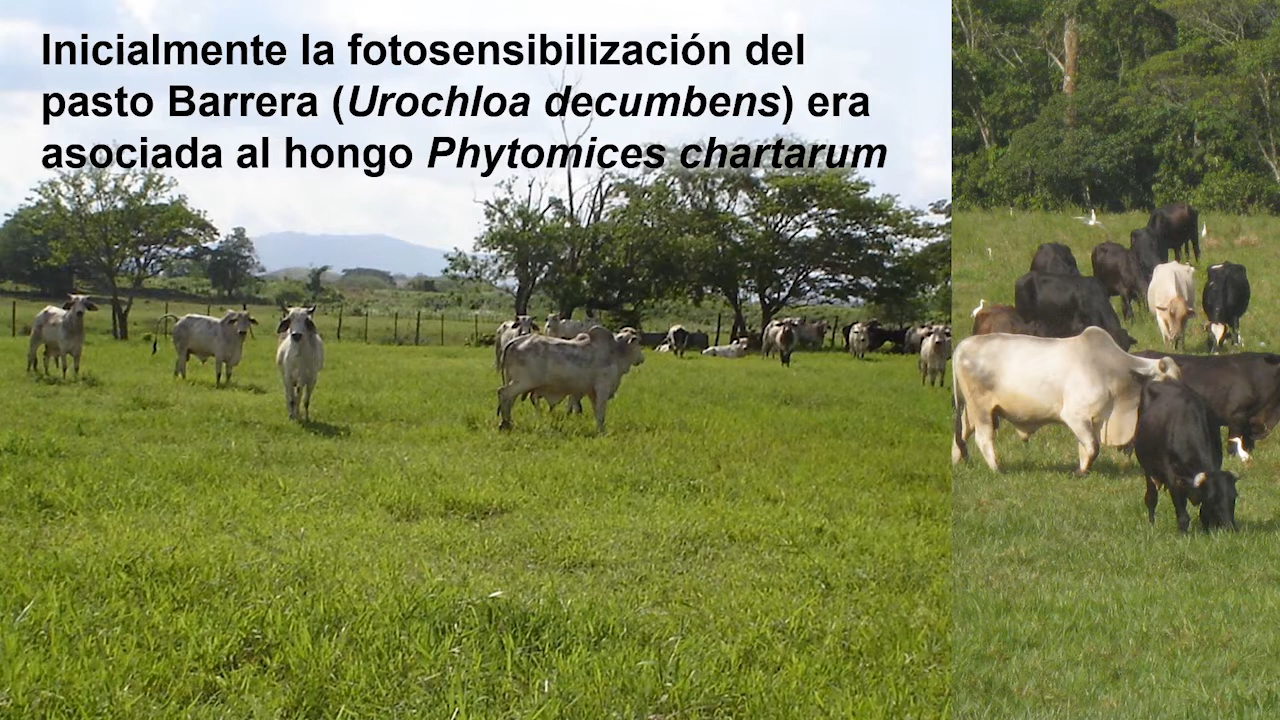 Inicialmente la fotosensibilización del
pasto Barrera (Urochloa decumbens) era
asociada al hongo Phytomices chartarum